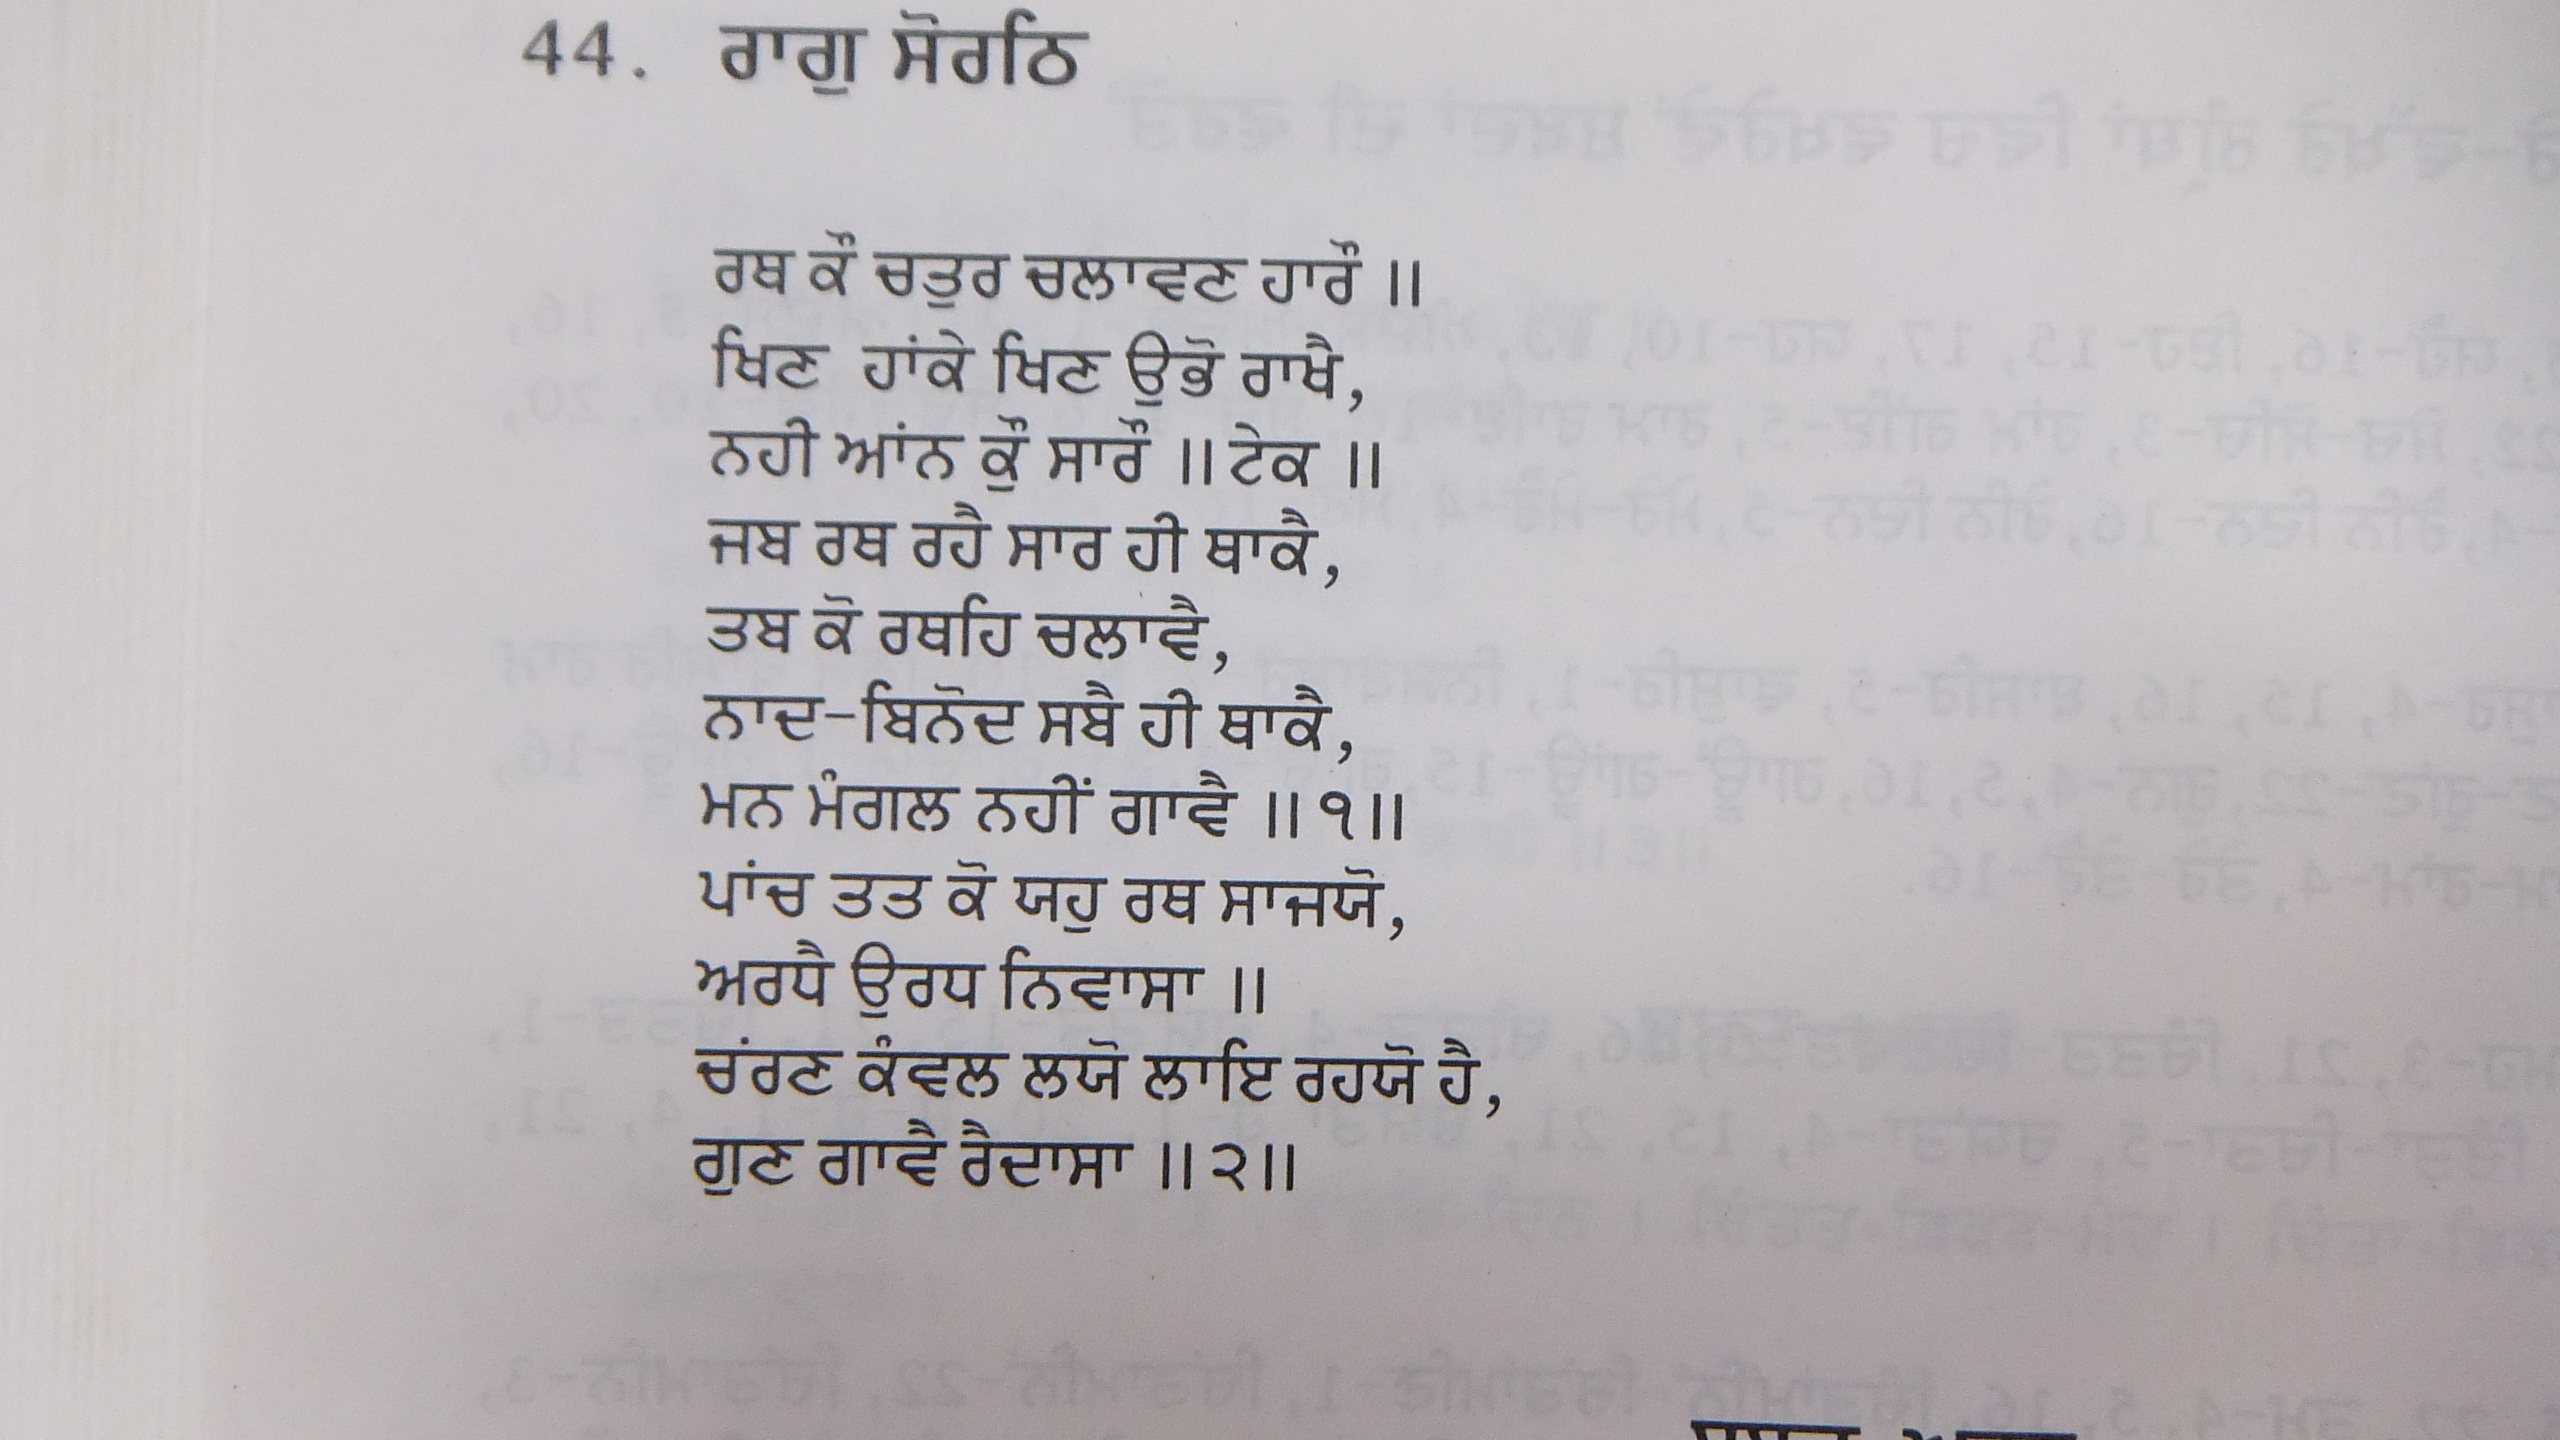 44. ਰਾਗੁ ਸੋਰਠਿ
ਰਥ ਕੌ ਚਤੁਰ ਚਲਾਵਣ ਹਾਰੌ ॥
ਖਿਣ ਹਾਂਕੇ ਖਿਣ ਉਭੋ ਰਾਖੈ,
ਨਹੀ ਆਂਨ ਕੌੁ ਸਾਰੌ ॥ ਟੇਕ ॥
ਜਬ ਰਥ ਰਹੈ ਸਾਰ ਹੀ ਥਾਕੈ,
ਤਬ ਕੋ ਰਥਹਿ ਚਲਾਵੈ,
ਨਾਦ-ਬਿਨੋਦ ਸਬੈ ਹੀ ਥਾਕੈ,
ਮਨ ਮੰਗਲ ਨਹੀਂ ਗਾਵੈ ॥੧॥
ਪਾਂਚ ਤਤ ਕੋ ਯਹੁ ਰਥ ਸਾਜਯੋ,
ਅਰਧੈ ਉਰਧ ਨਿਵਾਸਾ ॥
ਚਂਰਣ ਕੰਵਲ ਲਯੋ ਲਾਇ ਰਹਯੋ ਹੈ,
ਗੁਣ ਗਾਵੈ ਰੈਦਾਸਾ ॥੨॥